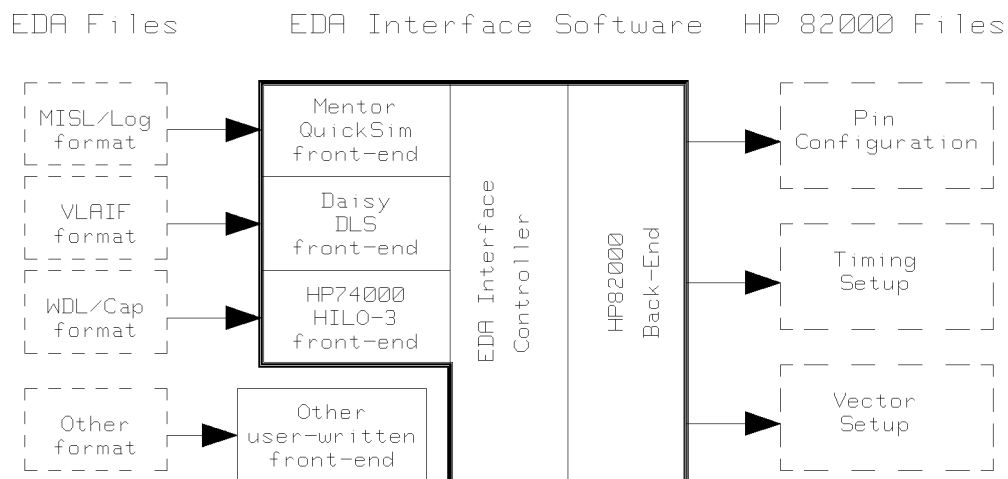 EDA Files
EDA Interface Software
HP 82000 Files
MISL/Log
format
Mentor
QuickSim
front-end
VLAIF
format
Daisy
DLS
front-end
WDL/Cap
format
HP74000
HILO-3
front-end
Other
format
Other
user-written
front-end
EDA Interface
Controller
HP82000
Back-End
Pin
Configuration
Timing
Setup
Vector
Setup